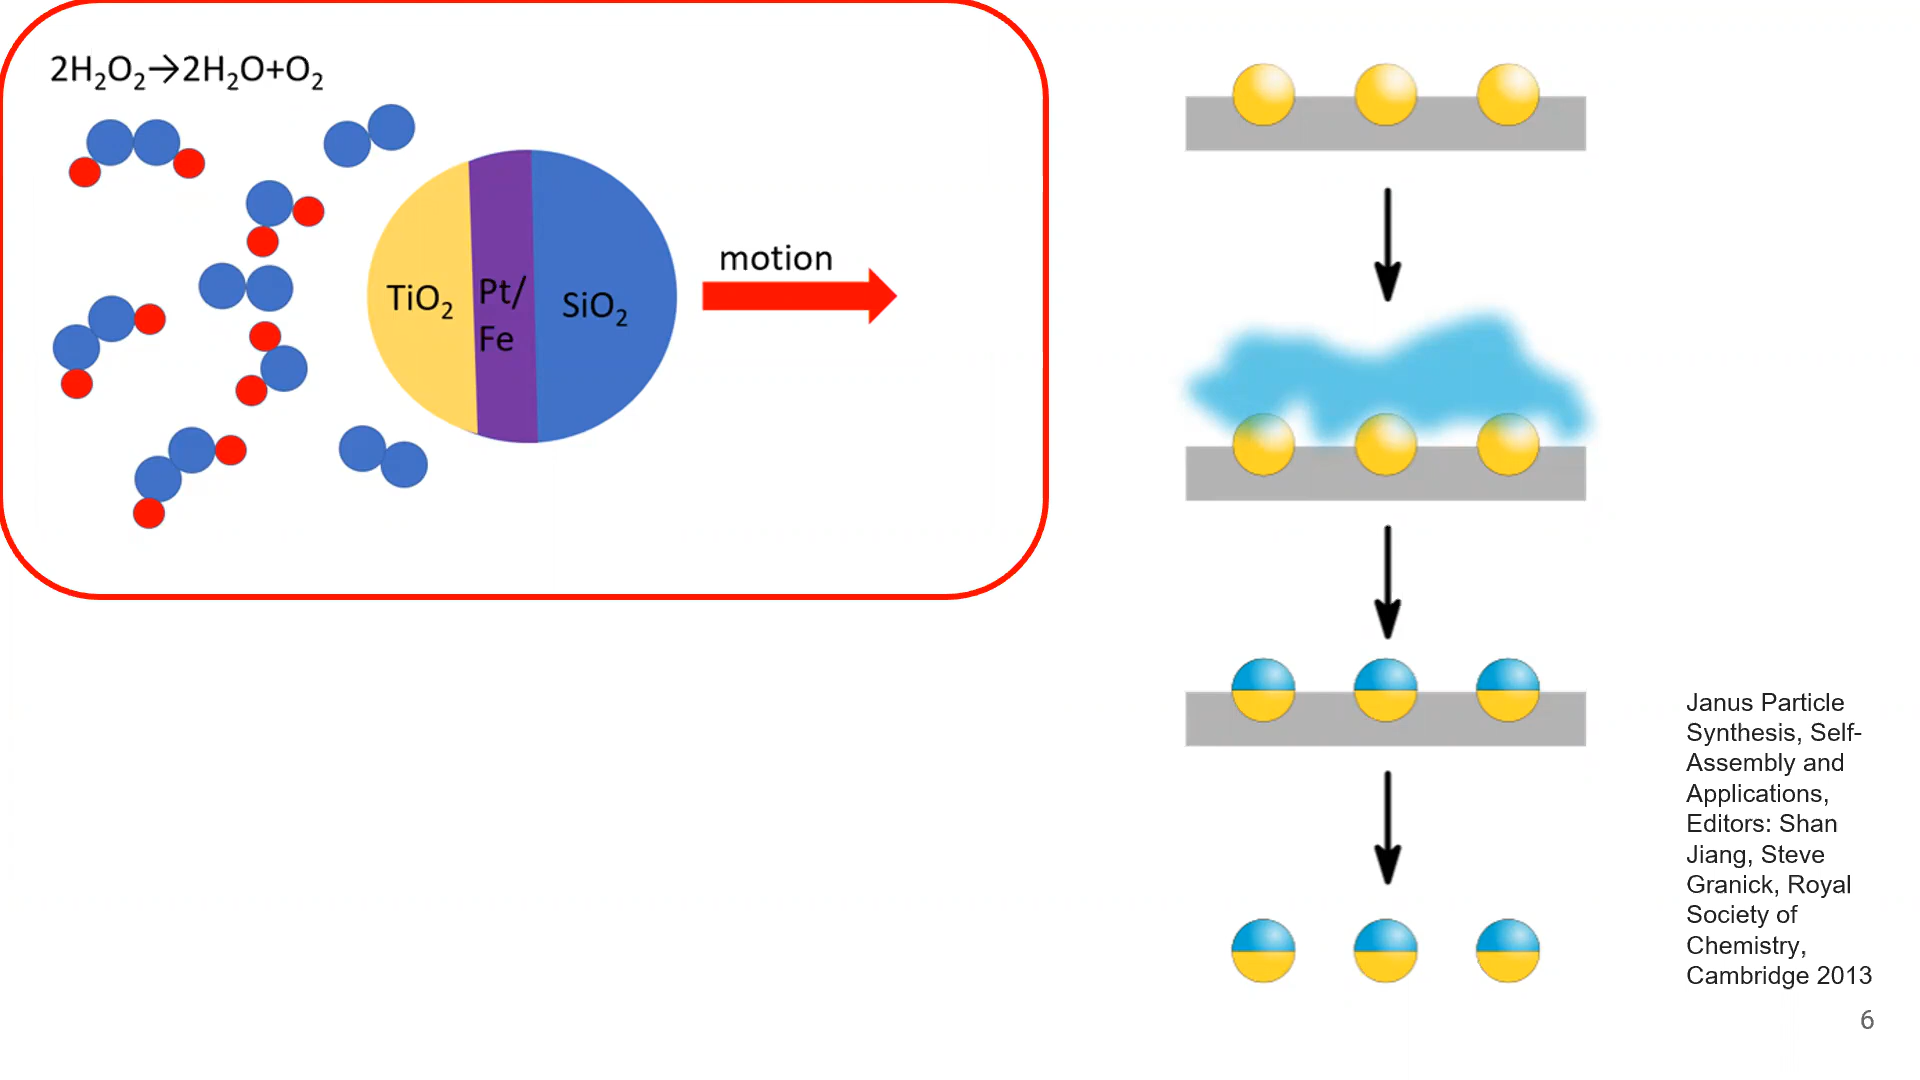 2H₂O₂→2H₂O+O₂
motion
TiO₂
Pt/
Fe
SiO₂
Janus Particle
Synthesis, Self-
Assembly and
Applications,
Editors: Shan
Jiang, Steve
Granick, Royal
Society of
Chemistry,
Cambridge 2013
6